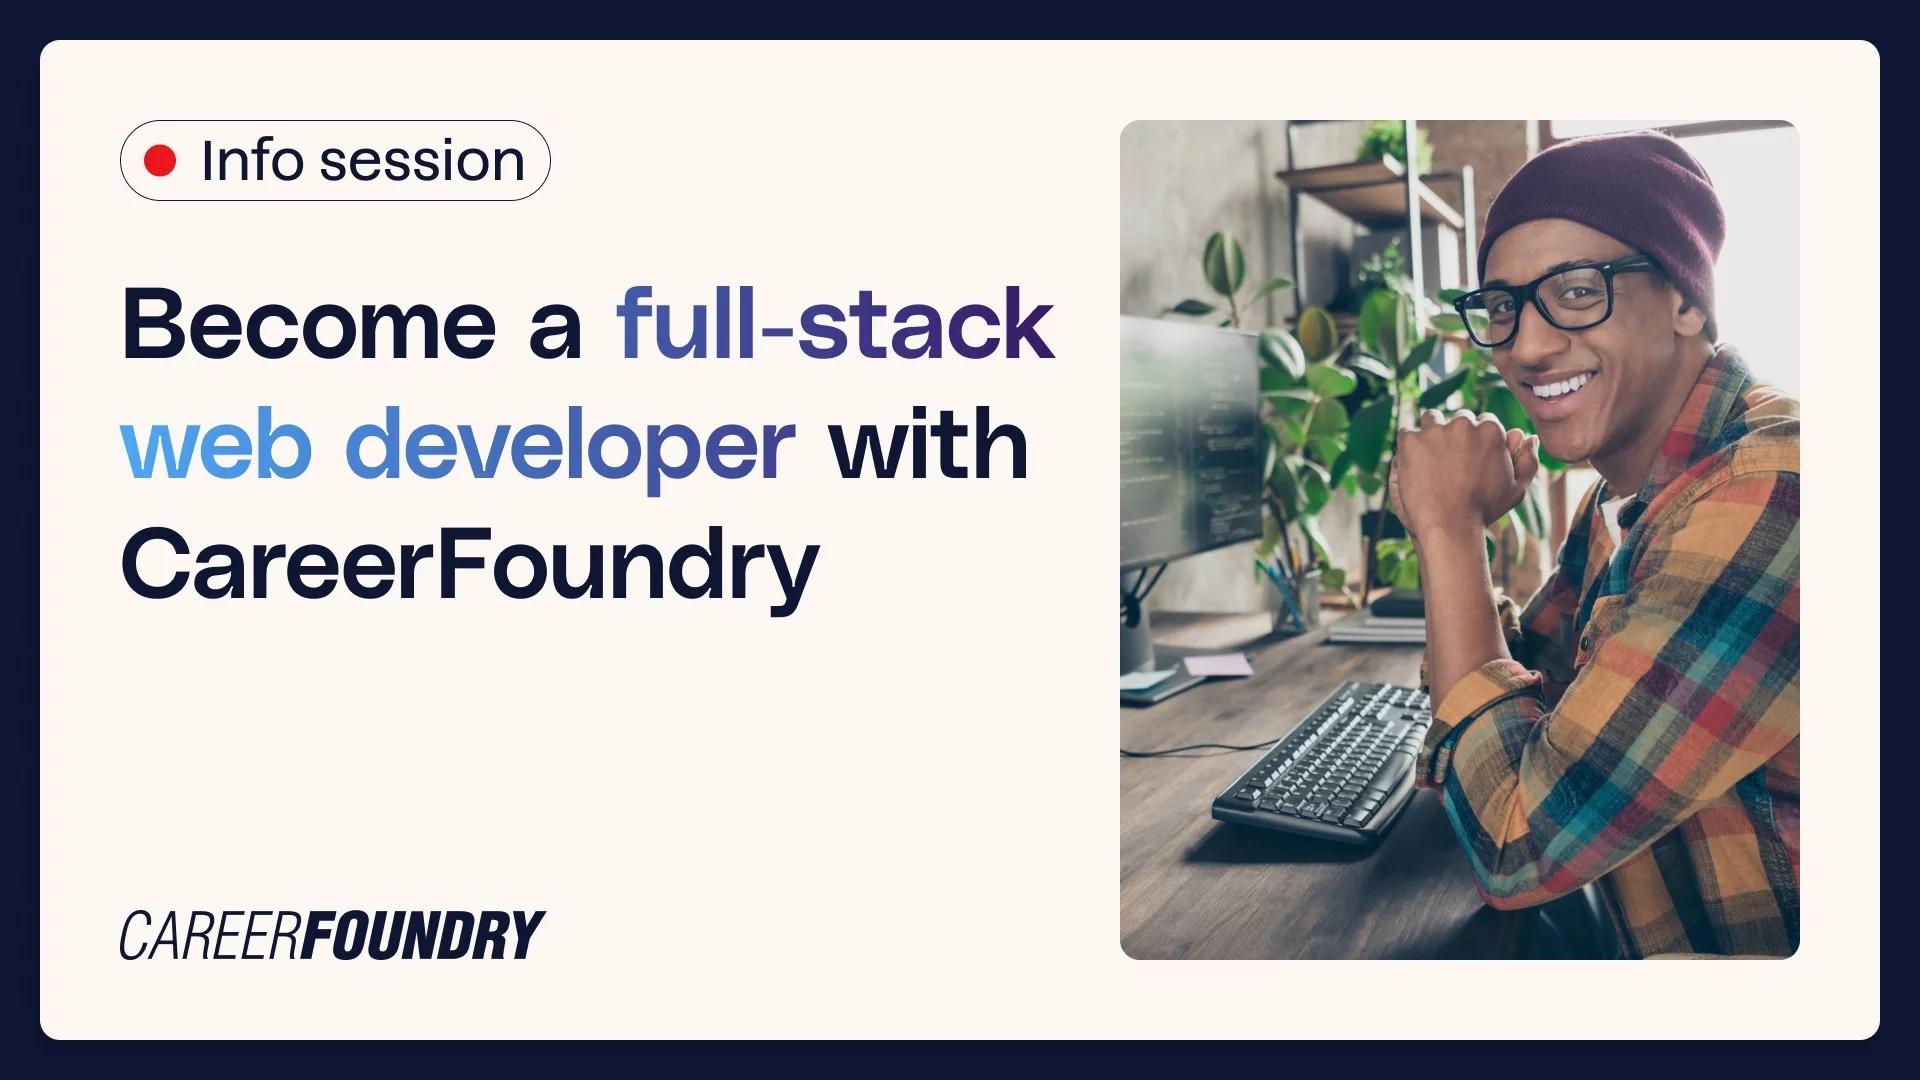 Info session
Become a full-stack
web developer with
CareerFoundry
CAREERFOUNDRY